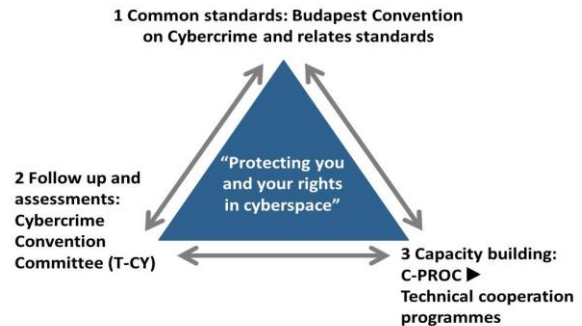 1 Common standards: Budapest Convention
on Cybercrime and relates standards
“Protecting you
and your rights
in cyberspace”
2 Follow up and
assessments:
Cybercrime
Convention
Committee (T-CY)
3 Capacity building:
C-PROC ►
Technical cooperation
programmes